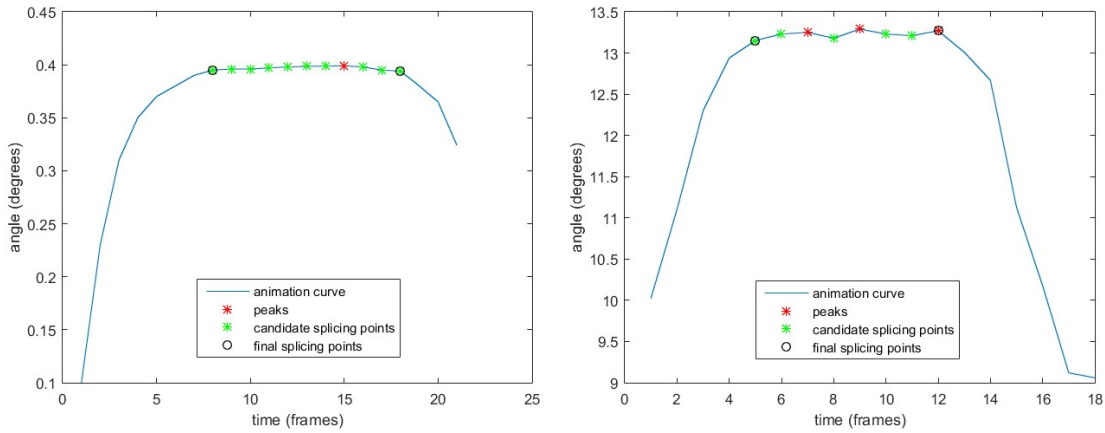 0.4
0.35
0.3
0.25
0.2
0.15
0.1
angle (degrees)
0 5 10 15 20 25
time (frames)
animation curve
peaks
candidate splicing points
final splicing points
13.5
13
12.5
12
11.5
11
10.5
10
9.5
9
angle (degrees)
0 2 4 6 8 10 12 14 16 18
time (frames)
animation curve
peaks
candidate splicing points
final splicing points